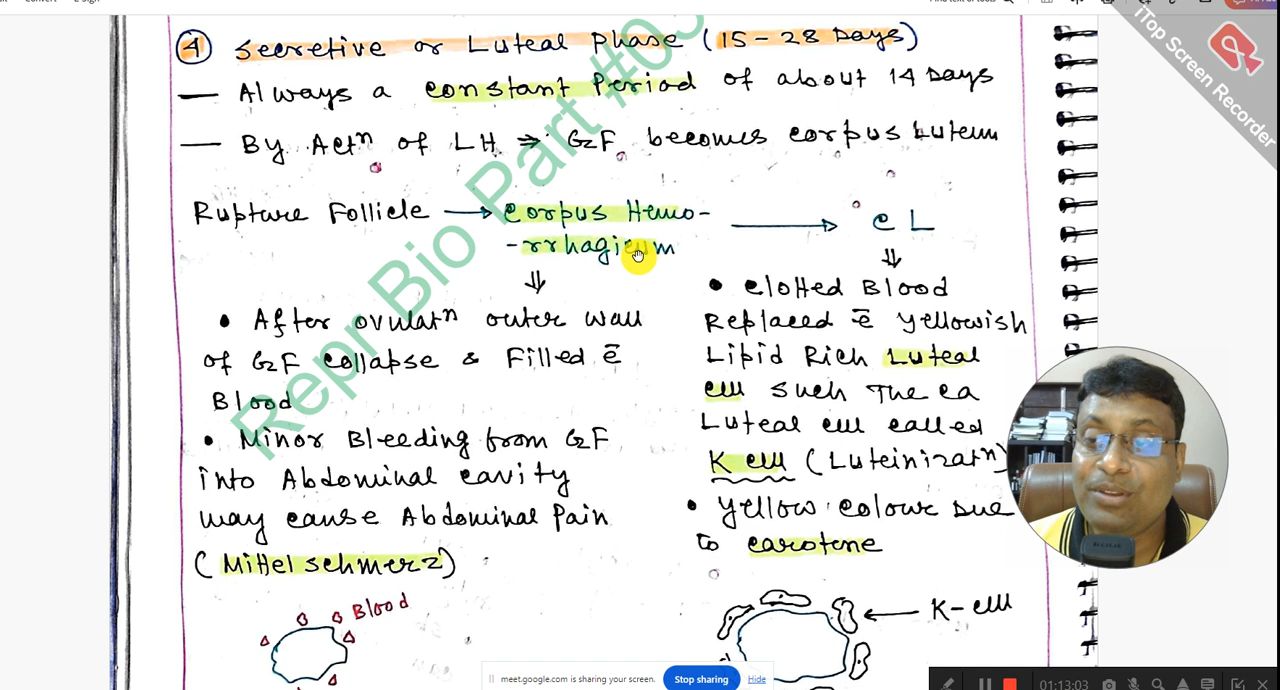 4 Secretive or Luteal Phase (15-28 Days)
— Always a constant Period of about 14 Days
— By Actⁿ of LH ⇒ GF becomes corpus Luteum
Rupture Follicle → corpus Hemo-
-rrhagicum
→ CL
• After ovulatⁿ outer wall
of GF collapse & Filled c̄
Blood
• Minor Bleeding from GF
into Abdominal cavity
may cause Abdominal Pain
(Mittel schmerz)
Blood
• Clotted Blood
Replaced c̄ Yellowish
Lipid Rich Luteal
cell such The
Luteal cell called
K cell (Luteinizatⁿ)
• Yellow colour Due
to carotene
← K-cell
Repr Bio Part #03
iTop Screen Recorder
meet.google.com is sharing your screen.
Stop sharing
Hide
01:13:03